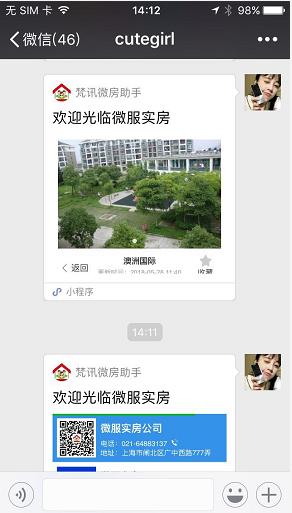 无 SIM 卡 14:12 98%
微信(46) cutegirl
梵讯微房助手
欢迎光临微服实房
澳洲国际
返回
收藏
小程序
14:11
梵讯微房助手
欢迎光临微服实房
微服实房公司
电话：021-64883137
地址：上海市闸北区广中西路777弄